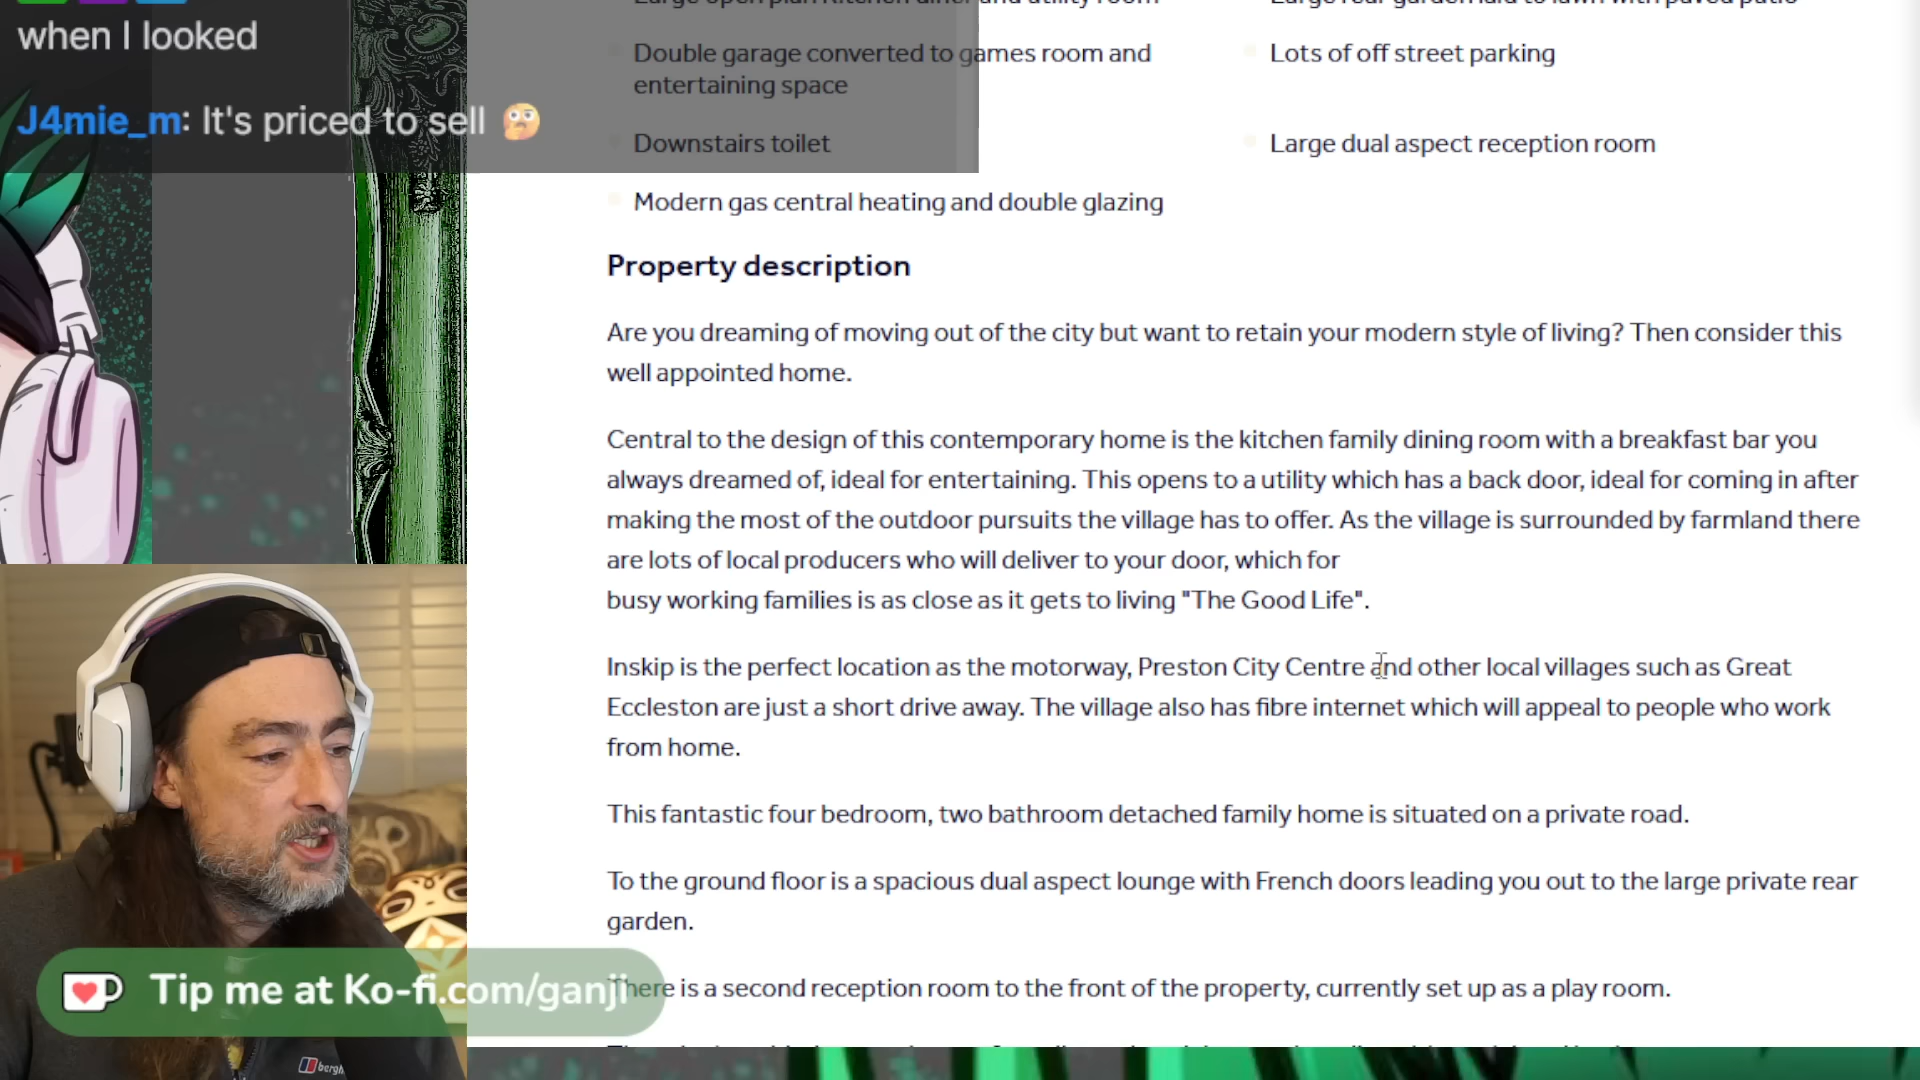 when I looked
J4mie_m: It's priced to sell 🤔
Double garage converted to games room and
entertaining space
Lots of off street parking
Downstairs toilet
Large dual aspect reception room
Modern gas central heating and double glazing
Property description
Are you dreaming of moving out of the city but want to retain your modern style of living? Then consider this
well appointed home.
Central to the design of this contemporary home is the kitchen family dining room with a breakfast bar you
always dreamed of, ideal for entertaining. This opens to a utility which has a back door, ideal for coming in after
making the most of the outdoor pursuits the village has to offer. As the village is surrounded by farmland there
are lots of local producers who will deliver to your door, which for
busy working families is as close as it gets to living "The Good Life".
Inskip is the perfect location as the motorway, Preston City Centre and other local villages such as Great
Eccleston are just a short drive away. The village also has fibre internet which will appeal to people who work
from home.
This fantastic four bedroom, two bathroom detached family home is situated on a private road.
To the ground floor is a spacious dual aspect lounge with French doors leading you out to the large private rear
garden.
There is a second reception room to the front of the property, currently set up as a play room.
Tip me at Ko-fi.com/ganji